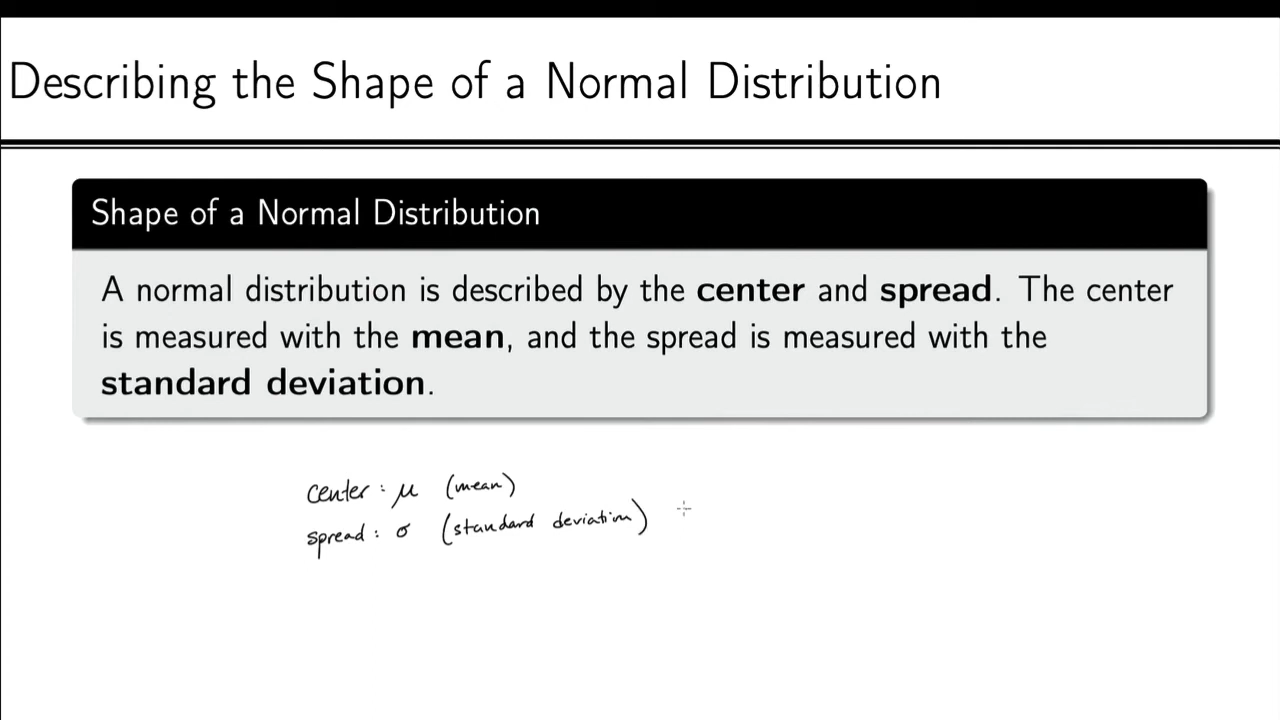 Describing the Shape of a Normal Distribution
Shape of a Normal Distribution
A normal distribution is described by the center and spread. The center
is measured with the mean, and the spread is measured with the
standard deviation.
center: μ (mean)
spread: σ (standard deviation)